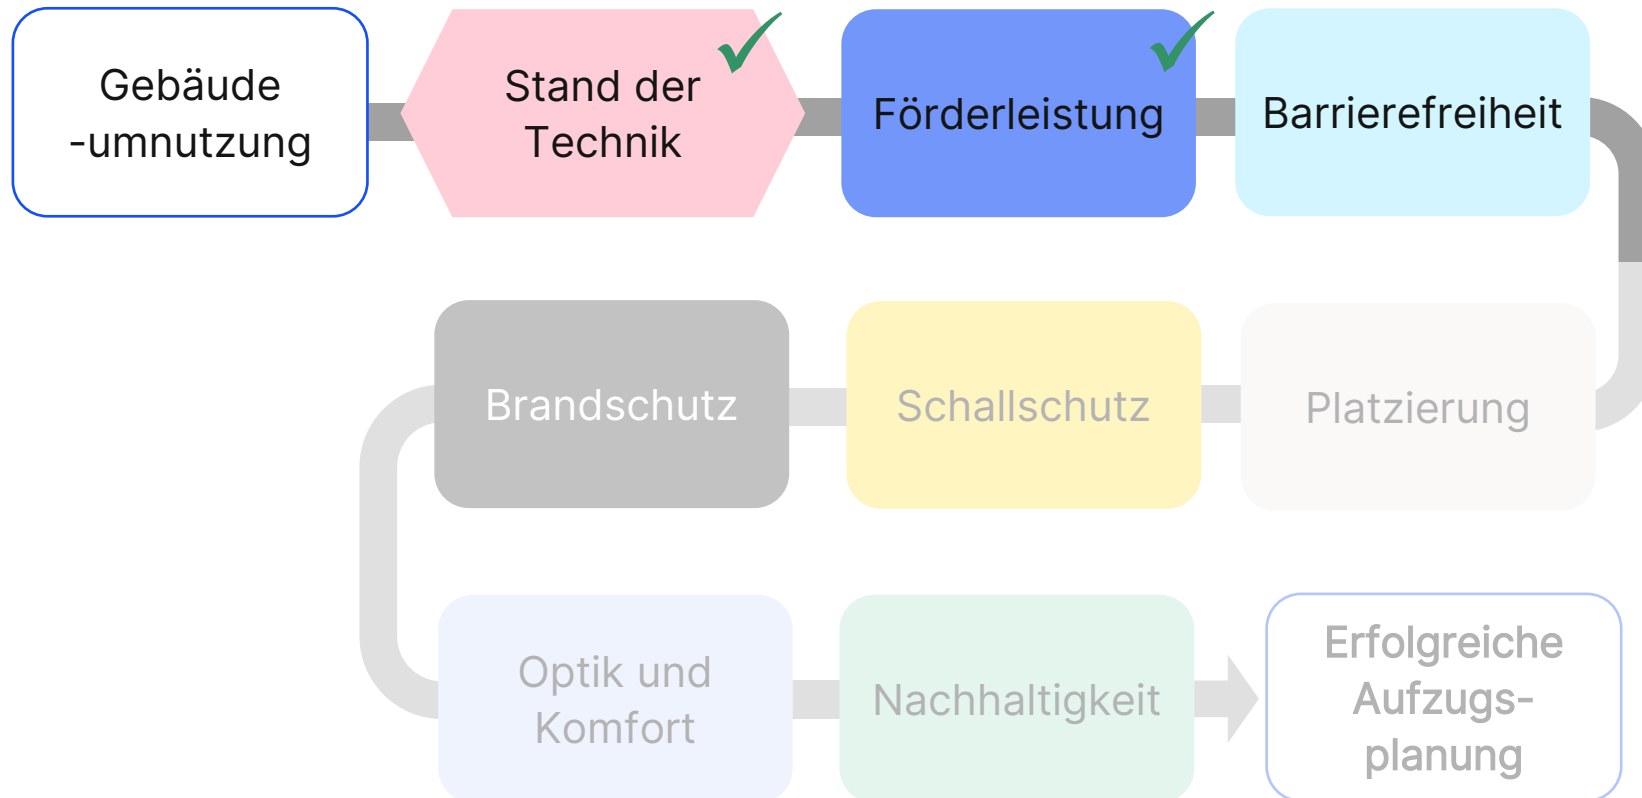 Gebäude
-umnutzung
Stand der
Technik
Förderleistung
Barrierefreiheit
Brandschutz
Schallschutz
Platzierung
Optik und
Komfort
Nachhaltigkeit
Erfolgreiche
Aufzugs-
planung